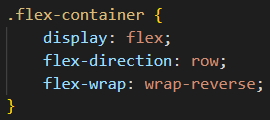 .flex-container {
    display: flex;
    flex-direction: row;
    flex-wrap: wrap-reverse;
}